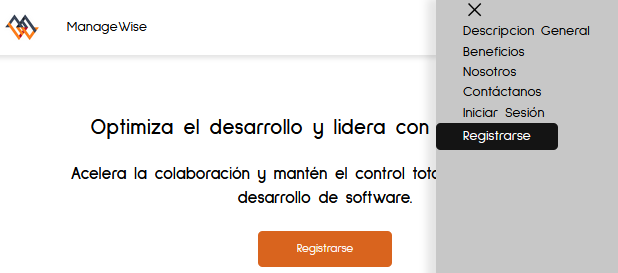 ManageWise
Descripcion General
Beneficios
Nosotros
Contáctanos
Iniciar Sesión
Registrarse
Optimiza el desarrollo y lidera con
Acelera la colaboración y mantén el control
desarrollo de software.
Registrarse